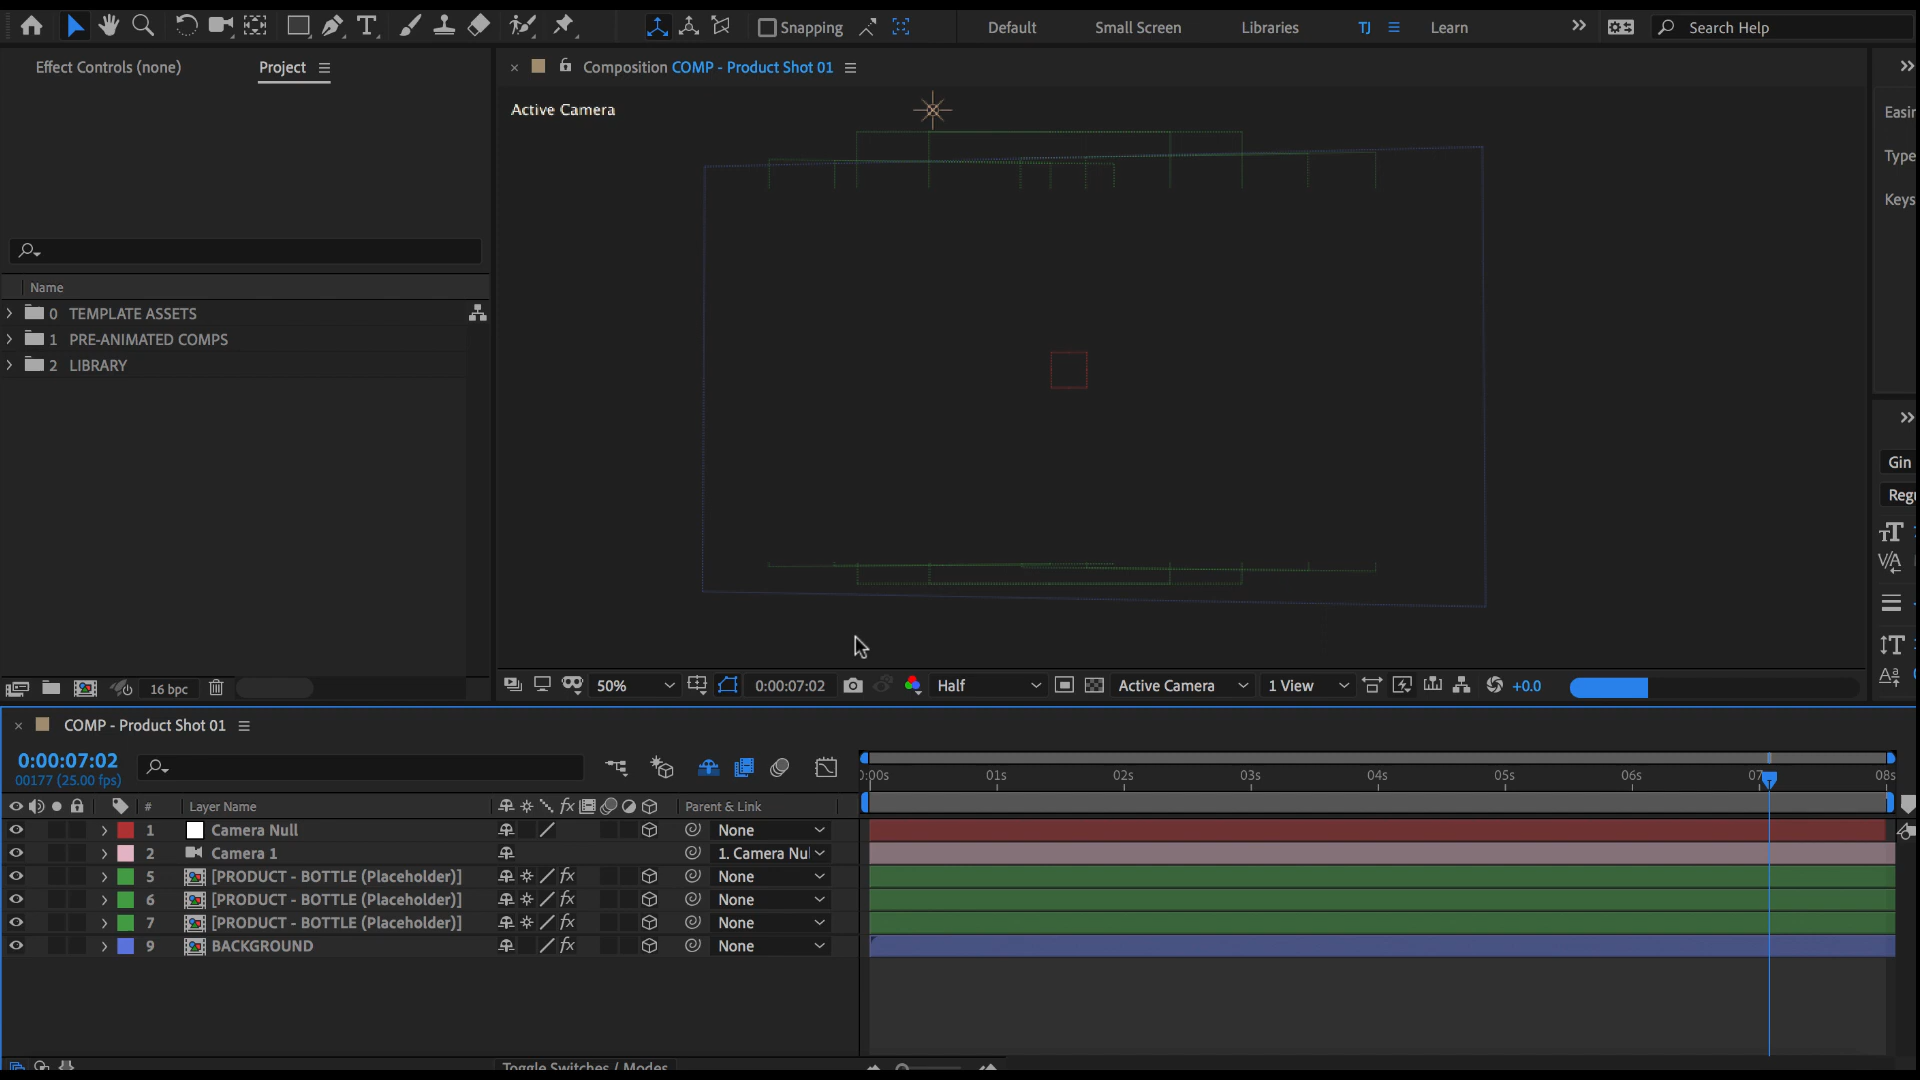 Snapping
Default
Small Screen
Libraries
TJ
Learn
Search Help
Effect Controls (none)
Project
Composition COMP - Product Shot 01
Active Camera
Easin
Type
Keys
Name
0 TEMPLATE ASSETS
1 PRE-ANIMATED COMPS
2 LIBRARY
Gin
Regu
16 bpc
50%
0:00:07:02
Half
Active Camera
1 View
+0.0
COMP - Product Shot 01
0:00:07:02
00177 (25.00 fps)
):00s 01s 02s 03s 04s 05s 06s 07 08s
# Layer Name Parent & Link
1 Camera Null None
2 Camera 1 1. Camera Nul
5 [PRODUCT - BOTTLE (Placeholder)] None
6 [PRODUCT - BOTTLE (Placeholder)] None
7 [PRODUCT - BOTTLE (Placeholder)] None
9 BACKGROUND None
Toggle Switches / Modes